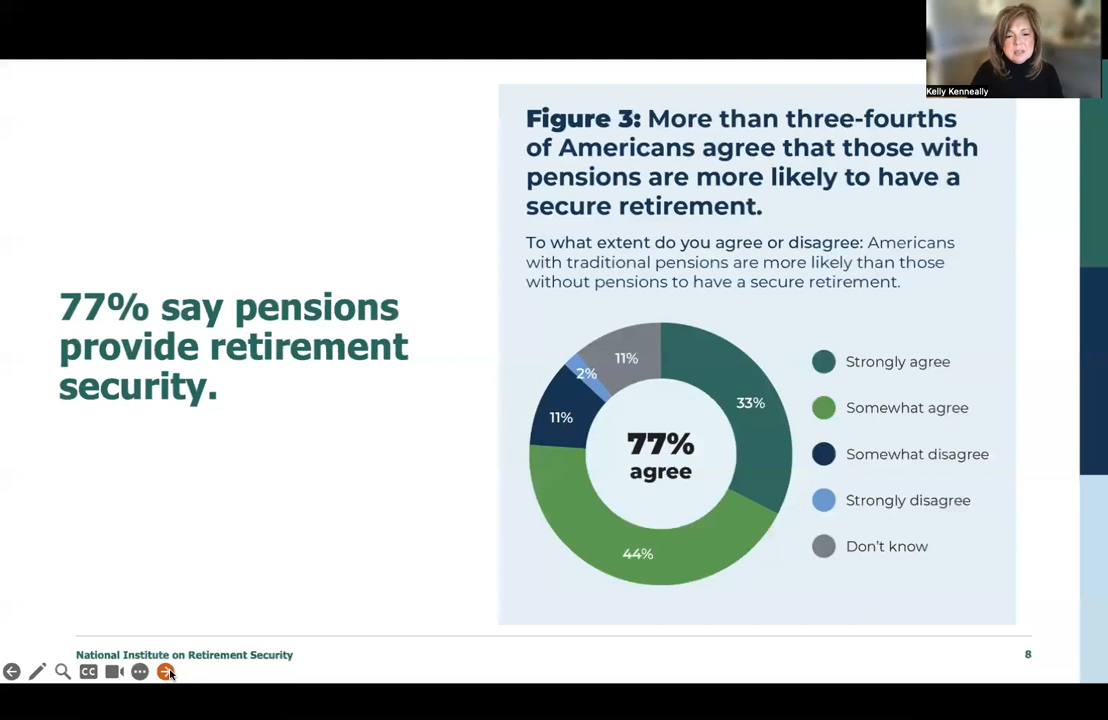 Kelly Kenneally
Figure 3: More than three-fourths
of Americans agree that those with
pensions are more likely to have a
secure retirement.
To what extent do you agree or disagree: Americans
with traditional pensions are more likely than those
without pensions to have a secure retirement.
77% say pensions
provide retirement
security.
11%
2%
33%
11%
77%
agree
44%
Strongly agree
Somewhat agree
Somewhat disagree
Strongly disagree
Don't know
National Institute on Retirement Security
8
CC